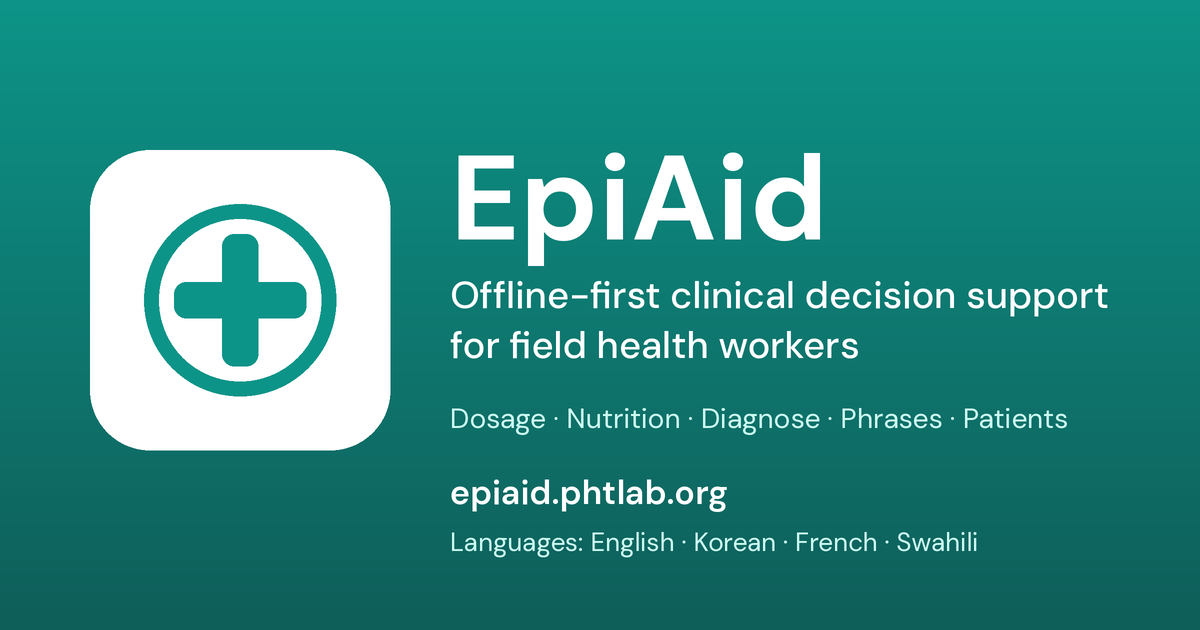 EpiAid
Offline-first clinical decision support
for field health workers
Dosage · Nutrition · Diagnose · Phrases · Patients
epiaid.phtlab.org
Languages: English · Korean · French · Swahili